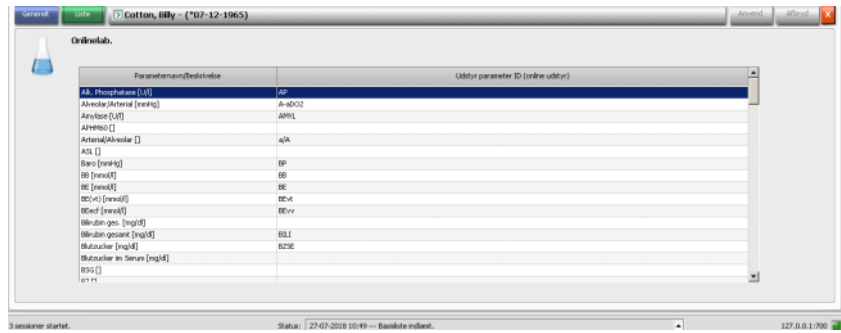 Generelt Liste Cotton, Billy - (*07-12-1965) Anvend Afbryd X
Onlinelab.
Parameternavn/Beskrivelse Udstyr parameter ID (online udstyr)
Alk. Phosphatase [U/l] AP
Alveolar/Arterial [mmHg] A-aDO2
Amylase [U/l] AMYL
APHM60 []
Arterial/Alveolar [] a/A
ASL []
Baro [mmHg] BP
BB [mmol/l] BB
BE [mmol/l] BE
BE(vt) [mmol/l] BEvt
BEecf [mmol/l] BEvv
Bilirubin ges. [mg/dl]
Bilirubin gesamt [mg/dl] BILI
Blutzucker [mg/dl] BZSE
Blutzucker im Serum [mg/dl]
BSG []
BZ []
3 sessioner startet. Status: 27-07-2018 10:49 --- Basisliste indlæst. 127.0.0.1:700